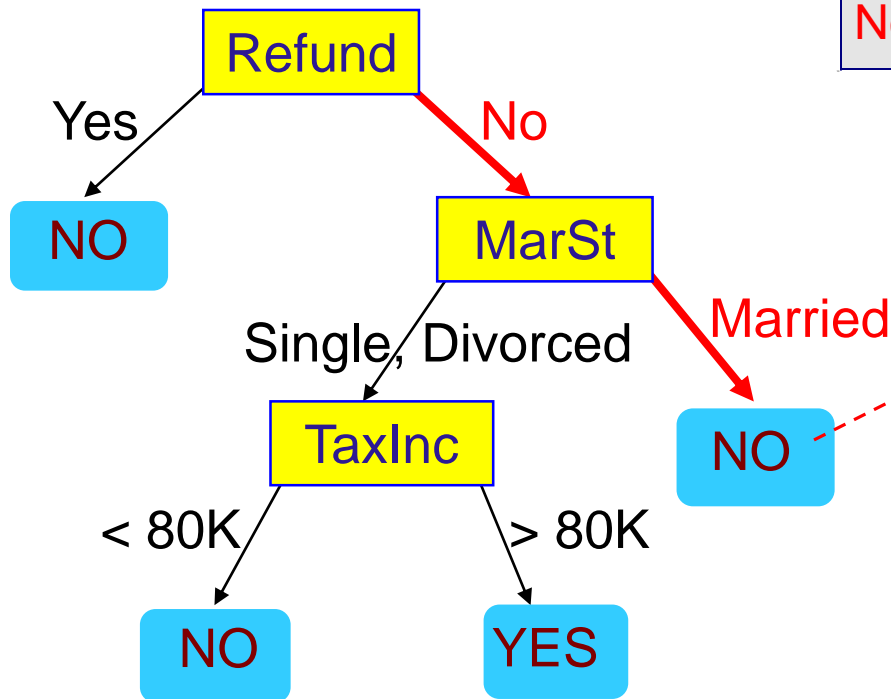 Refund
Yes
No
NO
MarSt
Single, Divorced
Married
TaxInc
NO
< 80K
> 80K
NO
YES